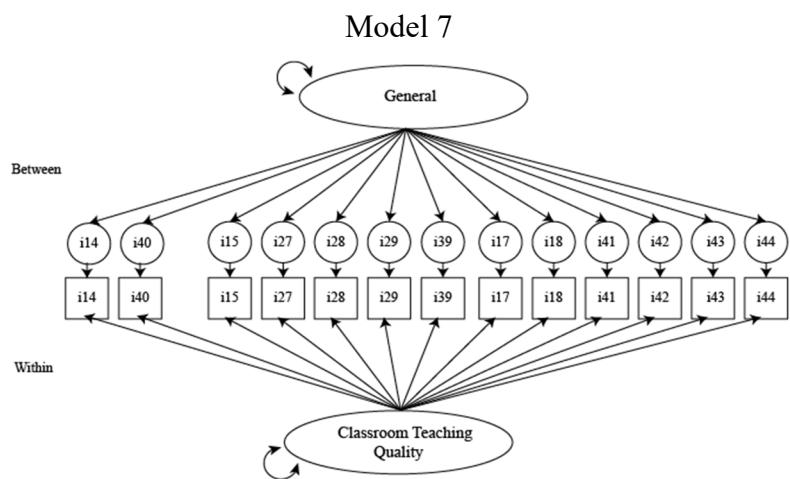 Model 7
General
Between
i14 i40 i15 i27 i28 i29 i39 i17 i18 i41 i42 i43 i44
i14 i40 i15 i27 i28 i29 i39 i17 i18 i41 i42 i43 i44
Within
Classroom Teaching
Quality